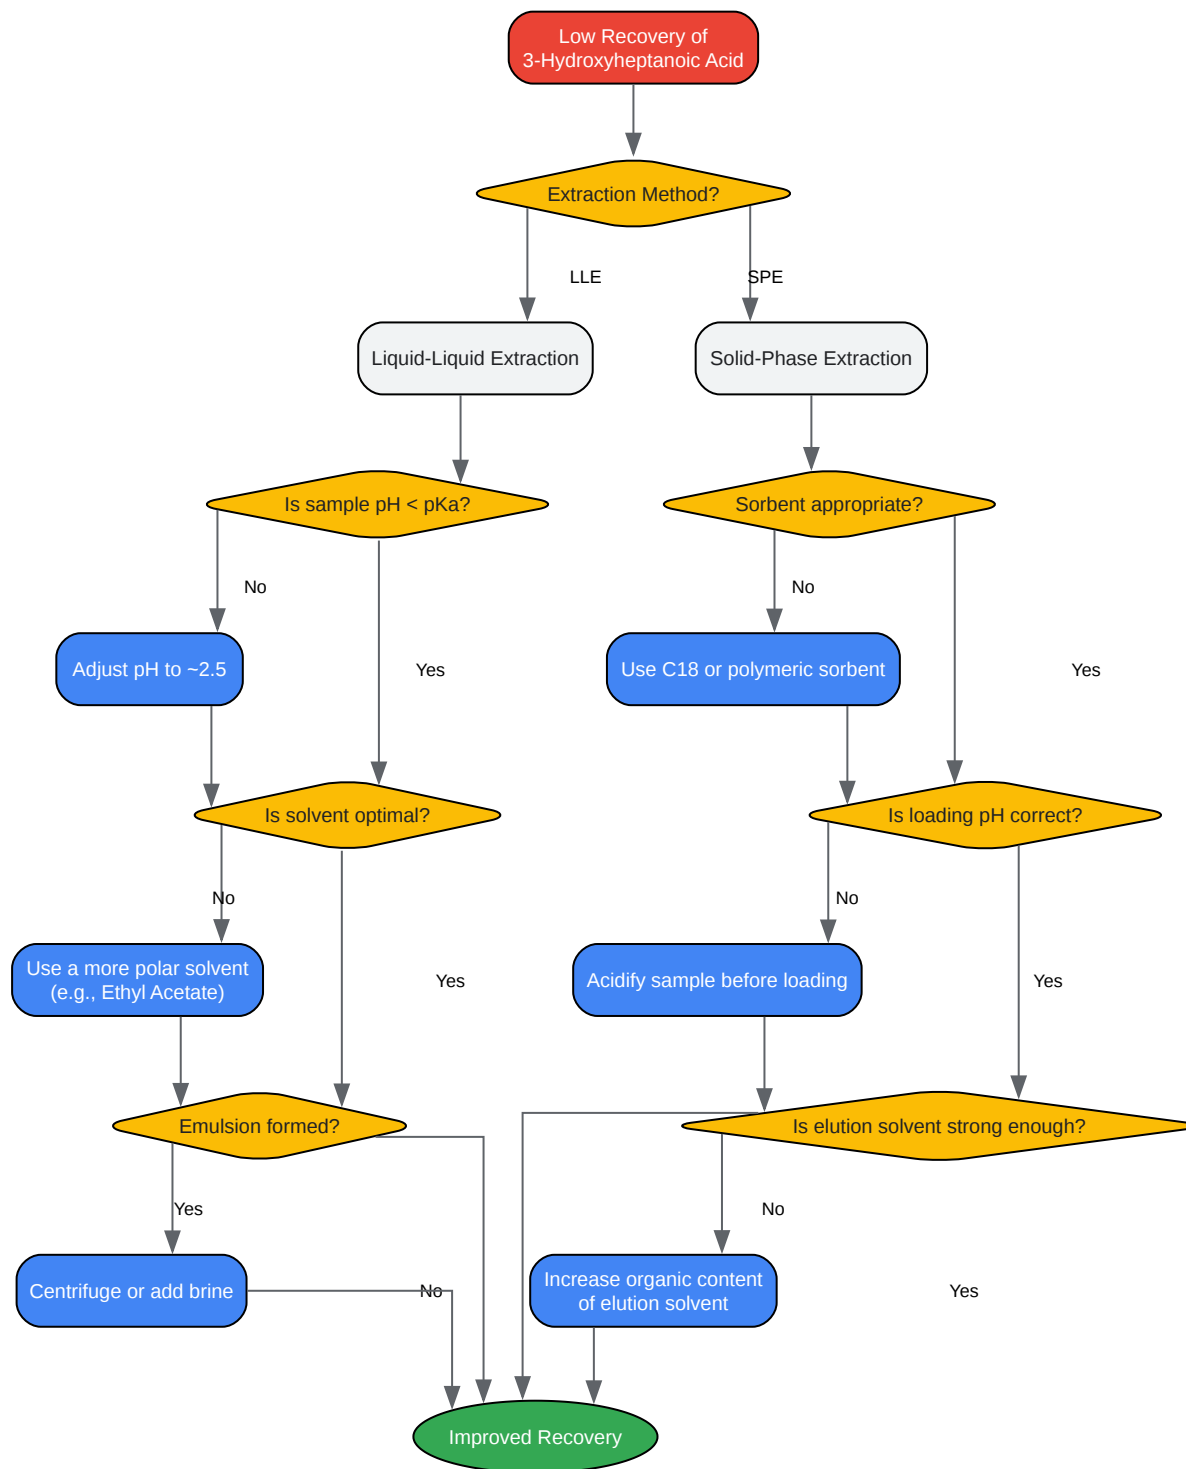 Low Recovery of
3-Hydroxyheptanoic Acid
Extraction Method?
LLE
SPE
Liquid-Liquid Extraction
Solid-Phase Extraction
Is sample pH < pKa?
Sorbent appropriate?
No
No
Adjust pH to ~2.5
Yes
Use C18 or polymeric sorbent
Yes
Is solvent optimal?
Is loading pH correct?
No
No
Use a more polar solvent
(e.g., Ethyl Acetate)
Yes
Acidify sample before loading
Yes
Emulsion formed?
Is elution solvent strong enough?
Yes
No
Centrifuge or add brine
No
Increase organic content
of elution solvent
Yes
Improved Recovery